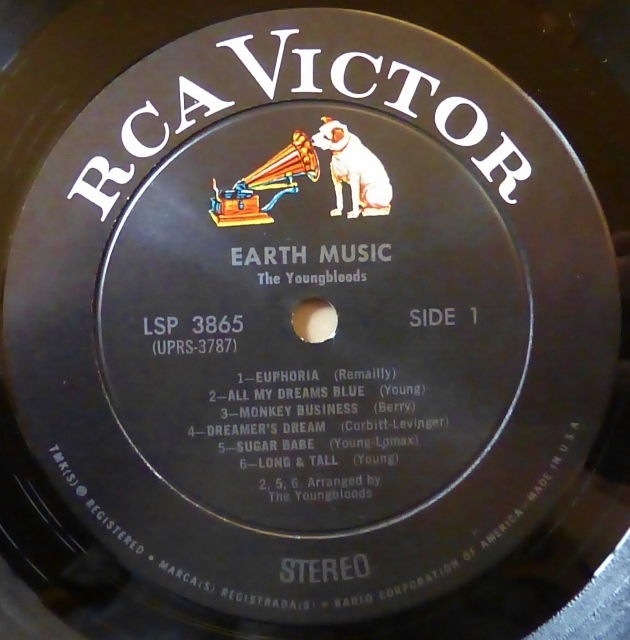 RCA VICTOR
EARTH MUSIC
The Youngbloods
LSP 3865
(UPRS-3787)
SIDE 1
1—EUPHORIA (Remailly)
2—ALL MY DREAMS BLUE (Young)
3—MONKEY BUSINESS (Berry)
4—DREAMER'S DREAM (Corbitt-Levinger)
5—SUGAR BABE (Young-Lomax)
6—LONG & TALL (Young)
2, 5, 6. Arranged by
The Youngbloods
STEREO
TMK(S) ® REGISTERED • MARCA(S) REGISTRADA(S) • RADIO CORPORATION OF AMERICA—MADE IN U.S.A